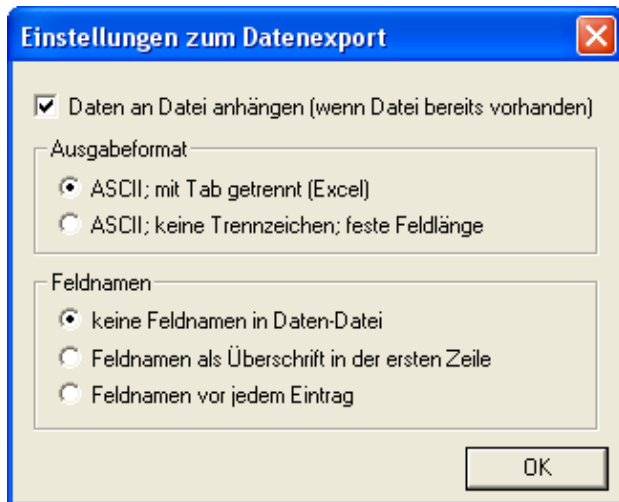 Einstellungen zum Datenexport
Daten an Datei anhängen (wenn Datei bereits vorhanden)
Ausgabeformat
ASCII; mit Tab getrennt (Excel)
ASCII; keine Trennzeichen; feste Feldlänge
Feldnamen
keine Feldnamen in Daten-Datei
Feldnamen als Überschrift in der ersten Zeile
Feldnamen vor jedem Eintrag
OK